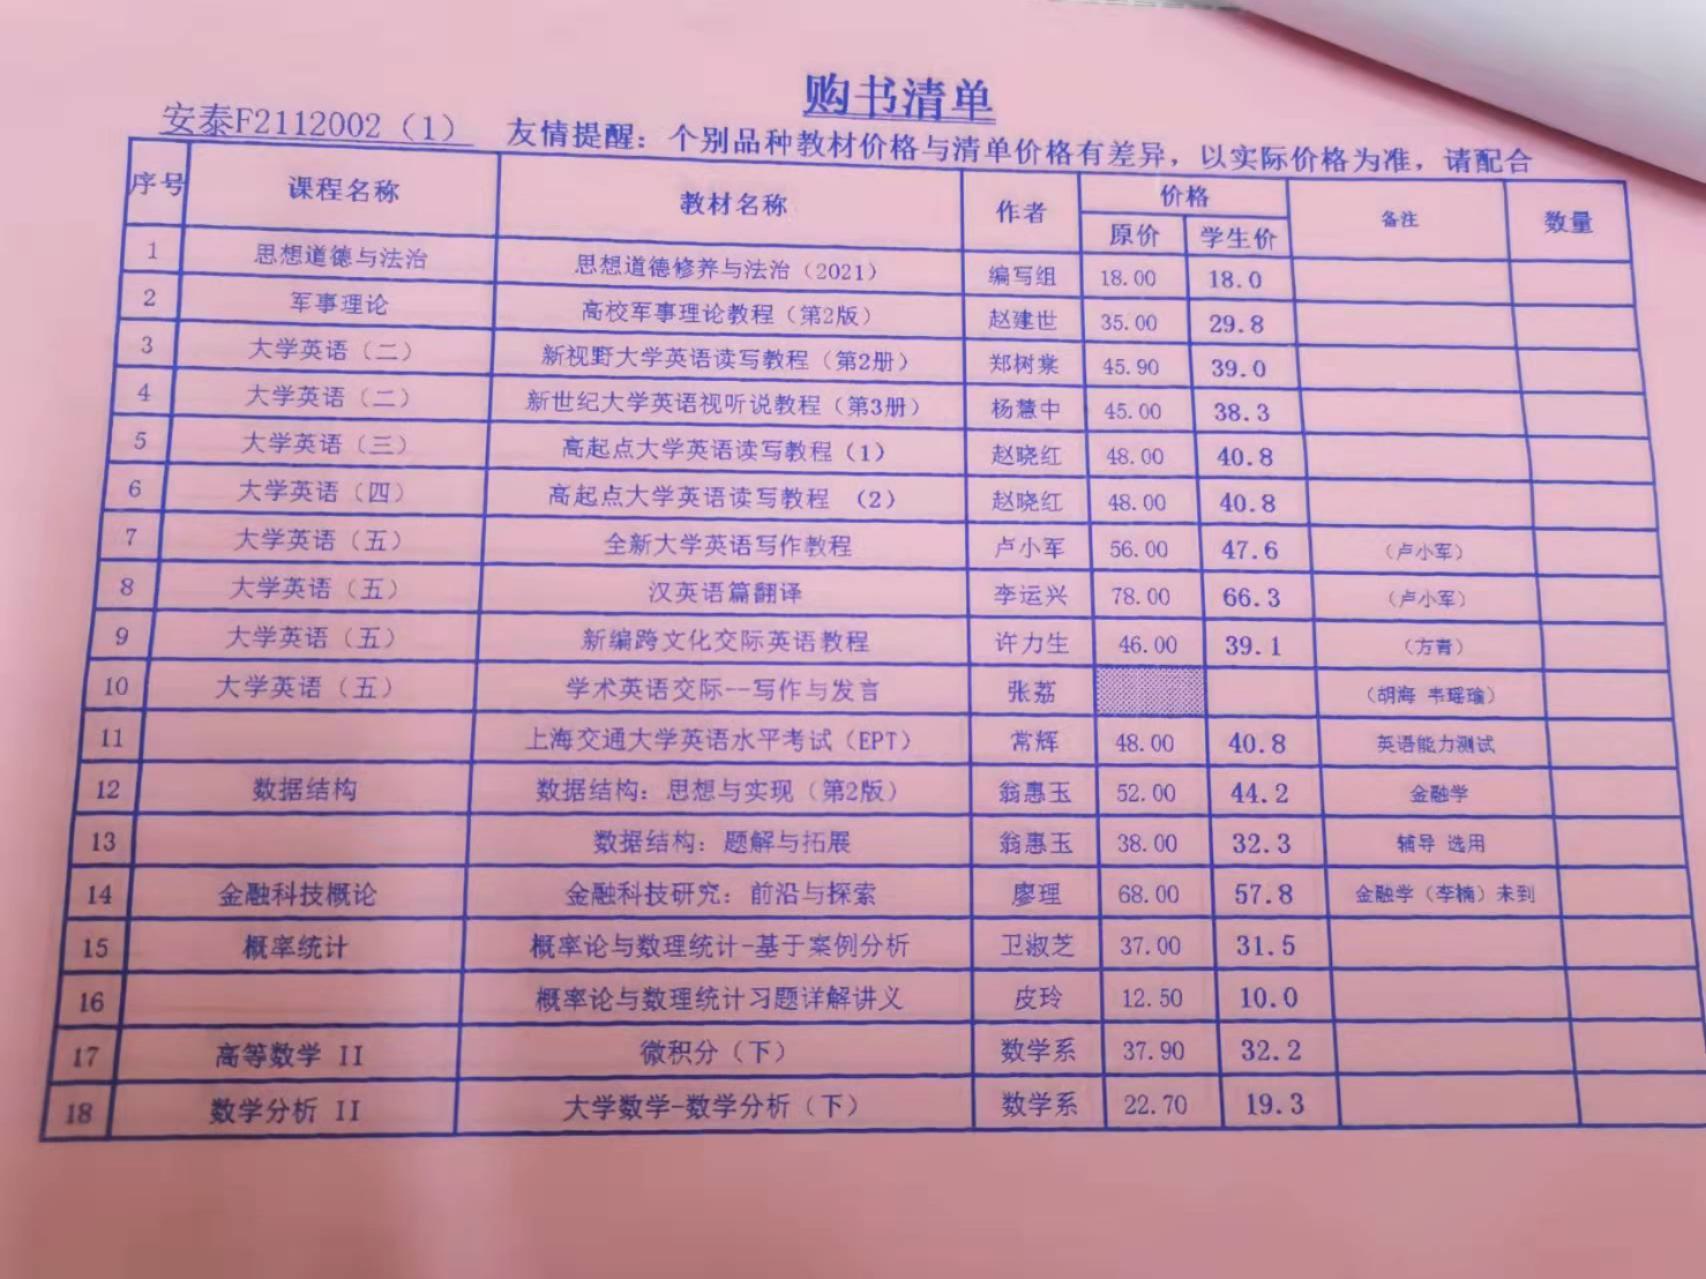 购书清单
安泰F2112002（1） 友情提醒：个别品种教材价格与清单价格有差异，以实际价格为准，请配合
序号 课程名称 教材名称 作者 价格 备注 数量
原价 学生价
1 思想道德与法治 思想道德修养与法治（2021） 编写组 18.00 18.0
2 军事理论 高校军事理论教程（第2版） 赵建世 35.00 29.8
3 大学英语（二） 新视野大学英语读写教程（第2册） 郑树棠 45.90 39.0
4 大学英语（二） 新世纪大学英语视听说教程（第3册） 杨慧中 45.00 38.3
5 大学英语（三） 高起点大学英语读写教程（1） 赵晓红 48.00 40.8
6 大学英语（四） 高起点大学英语读写教程 （2） 赵晓红 48.00 40.8
7 大学英语（五） 全新大学英语写作教程 卢小军 56.00 47.6 （卢小军）
8 大学英语（五） 汉英语篇翻译 李运兴 78.00 66.3 （卢小军）
9 大学英语（五） 新编跨文化交际英语教程 许力生 46.00 39.1 （方青）
10 大学英语（五） 学术英语交际--写作与发言 张荔 （胡海 韦瑶瑜）
11 上海交通大学英语水平考试（EPT） 常辉 48.00 40.8 英语能力测试
12 数据结构 数据结构：思想与实现（第2版） 翁惠玉 52.00 44.2 金融学
13 数据结构：题解与拓展 翁惠玉 38.00 32.3 辅导 选用
14 金融科技概论 金融科技研究：前沿与探索 廖理 68.00 57.8 金融学（李楠）未到
15 概率统计 概率论与数理统计-基于案例分析 卫淑芝 37.00 31.5
16 概率论与数理统计习题详解讲义 皮玲 12.50 10.0
17 高等数学 II 微积分（下） 数学系 37.90 32.2
18 数学分析 II 大学数学-数学分析（下） 数学系 22.70 19.3